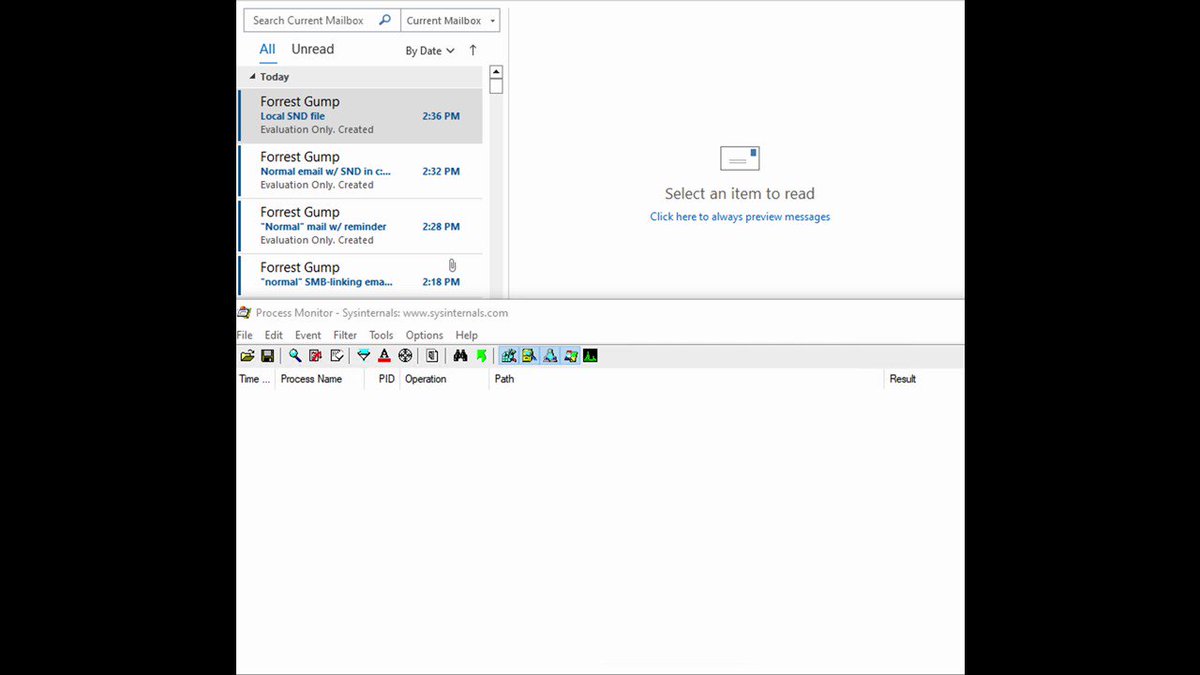 Search Current Mailbox Current Mailbox
All Unread By Date
Today
Forrest Gump
Local SND file 2:36 PM
Evaluation Only. Created
Forrest Gump
Normal email w/ SND in c:... 2:32 PM
Evaluation Only. Created
Forrest Gump
"Normal" mail w/ reminder 2:28 PM
Evaluation Only. Created
Forrest Gump
"normal" SMB-linking ema... 2:18 PM
Select an item to read
Click here to always preview messages
Process Monitor - Sysinternals: www.sysinternals.com
File Edit Event Filter Tools Options Help
Time ... Process Name PID Operation Path Result